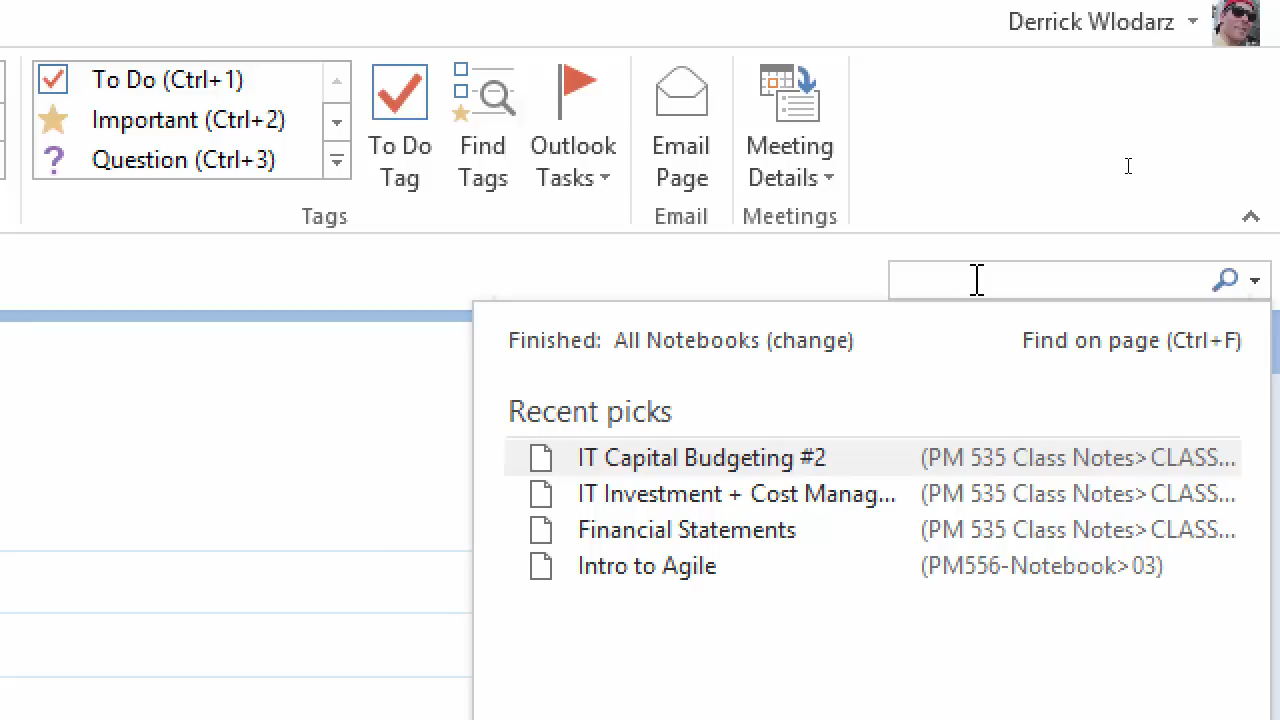 Derrick Wlodarz
To Do (Ctrl+1)
Important (Ctrl+2)
Question (Ctrl+3)
To Do Tag
Find Tags
Outlook Tasks
Email Page
Meeting Details
Tags
Email
Meetings
Finished: All Notebooks (change) Find on page (Ctrl+F)
Recent picks
IT Capital Budgeting #2 (PM 535 Class Notes>CLASS...
IT Investment + Cost Manag... (PM 535 Class Notes>CLASS...
Financial Statements (PM 535 Class Notes>CLASS...
Intro to Agile (PM556-Notebook>03)